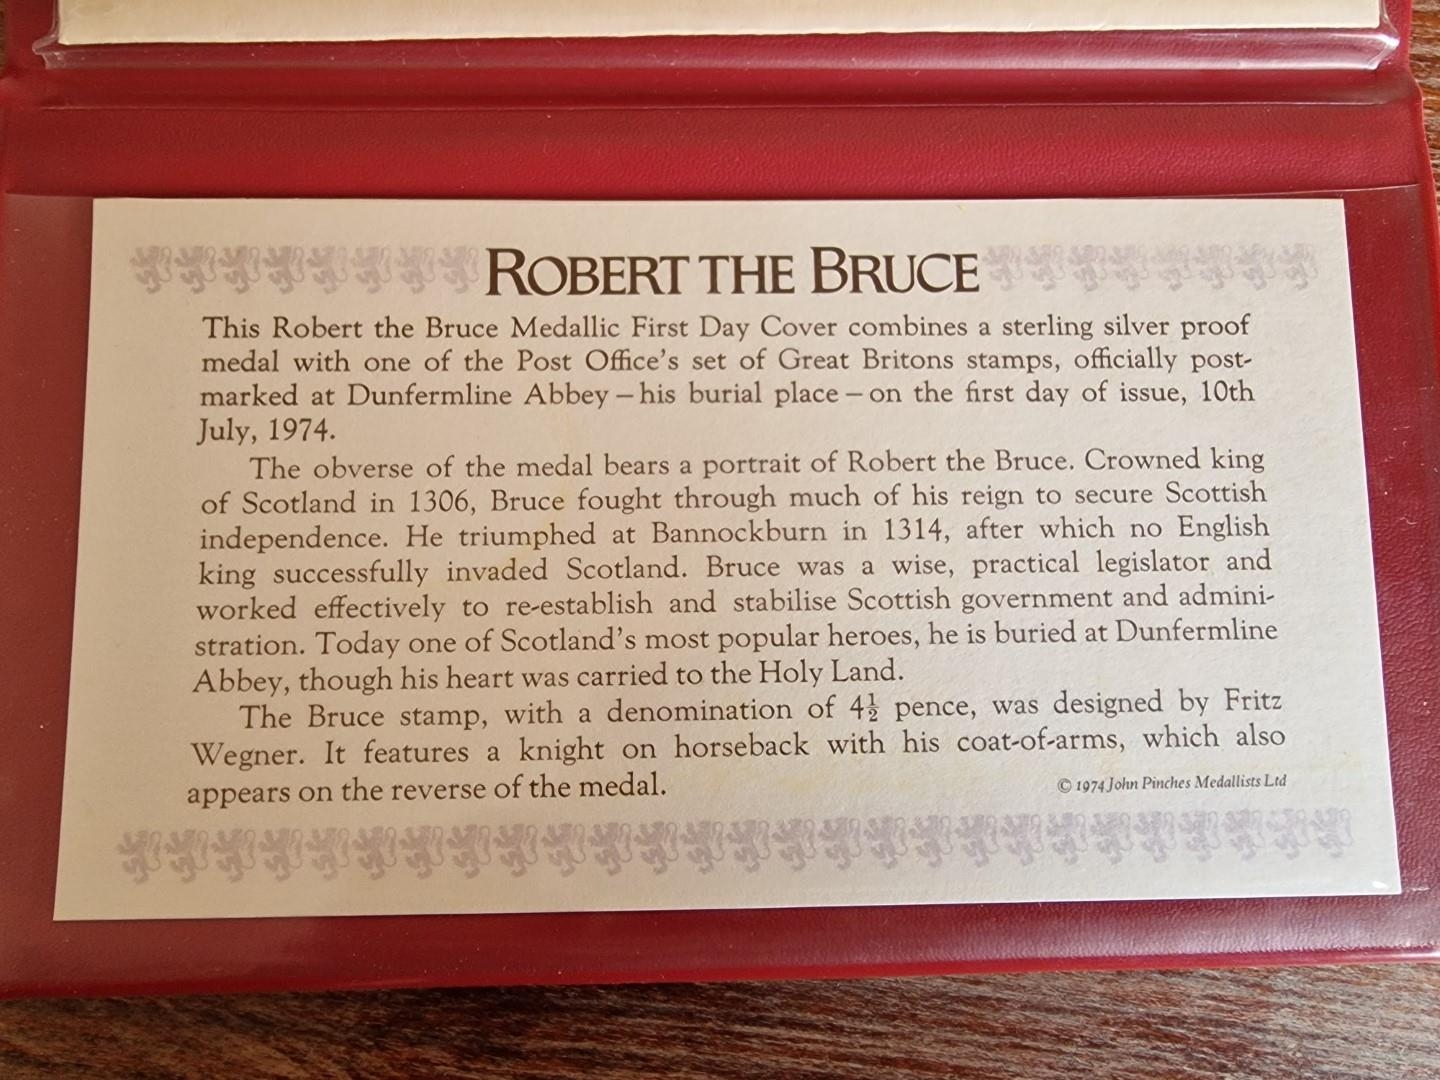 ROBERT THE BRUCE
This Robert the Bruce Medallic First Day Cover combines a sterling silver proof
medal with one of the Post Office's set of Great Britons stamps, officially post-
marked at Dunfermline Abbey – his burial place – on the first day of issue, 10th
July, 1974.
The obverse of the medal bears a portrait of Robert the Bruce. Crowned king
of Scotland in 1306, Bruce fought through much of his reign to secure Scottish
independence. He triumphed at Bannockburn in 1314, after which no English
king successfully invaded Scotland. Bruce was a wise, practical legislator and
worked effectively to re-establish and stabilise Scottish government and admini-
stration. Today one of Scotland's most popular heroes, he is buried at Dunfermline
Abbey, though his heart was carried to the Holy Land.
The Bruce stamp, with a denomination of 4½ pence, was designed by Fritz
Wegner. It features a knight on horseback with his coat-of-arms, which also
appears on the reverse of the medal.
© 1974 John Pinches Medallists Ltd